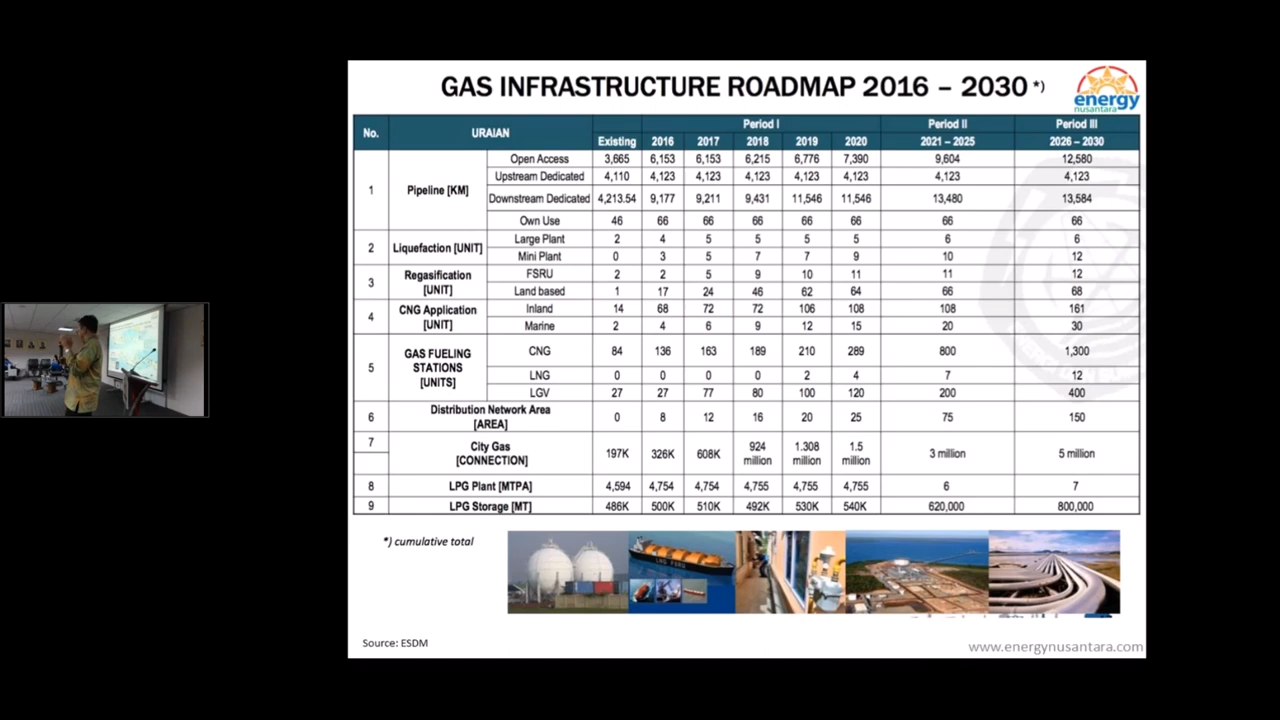 GAS INFRASTRUCTURE ROADMAP 2016 – 2030 *)
energy
nusantara
No. URAIAN Period I Period II Period III
Existing 2016 2017 2018 2019 2020 2021 – 2025 2026 – 2030
1 Pipeline [KM] Open Access 3,665 6,153 6,153 6,215 6,776 7,390 9,604 12,580
Upstream Dedicated 4,110 4,123 4,123 4,123 4,123 4,123 4,123 4,123
Downstream Dedicated 4,213.54 9,177 9,211 9,431 11,546 11,546 13,480 13,584
Own Use 46 66 66 66 66 66 66 66
2 Liquefaction [UNIT] Large Plant 2 4 5 5 5 5 6 6
Mini Plant 0 3 5 7 7 9 10 12
3 Regasification [UNIT] FSRU 2 2 5 9 10 11 11 12
Land based 1 17 24 46 62 64 66 68
4 CNG Application [UNIT] Inland 14 68 72 72 106 108 108 161
Marine 2 4 6 9 12 15 20 30
5 GAS FUELING STATIONS [UNITS] CNG 84 136 163 189 210 289 800 1,300
LNG 0 0 0 0 2 4 7 12
LGV 27 27 77 80 100 120 200 400
6 Distribution Network Area [AREA] 0 8 12 16 20 25 75 150
7 City Gas [CONNECTION] 197K 326K 608K 924 million 1.308 million 1.5 million 3 million 5 million
8 LPG Plant [MTPA] 4,594 4,754 4,754 4,755 4,755 4,755 6 7
9 LPG Storage [MT] 486K 500K 510K 492K 530K 540K 620,000 800,000
*) cumulative total
LNG FSRU
Source: ESDM
www.energynusantara.com